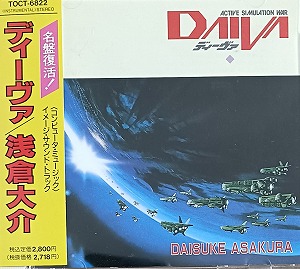 TOCT-6822
(INSTRUMENTAL)/STEREO
名盤復活!
ディーヴァ/浅倉大介
〈コンピュータ・ミュージック〉
イメージ・サウンド・トラック
税込定価2,800円
(税抜価格2,718円)
ACTIVE SIMULATION WAR
DAIVA
ディーヴァ
DAISUKE ASAKURA